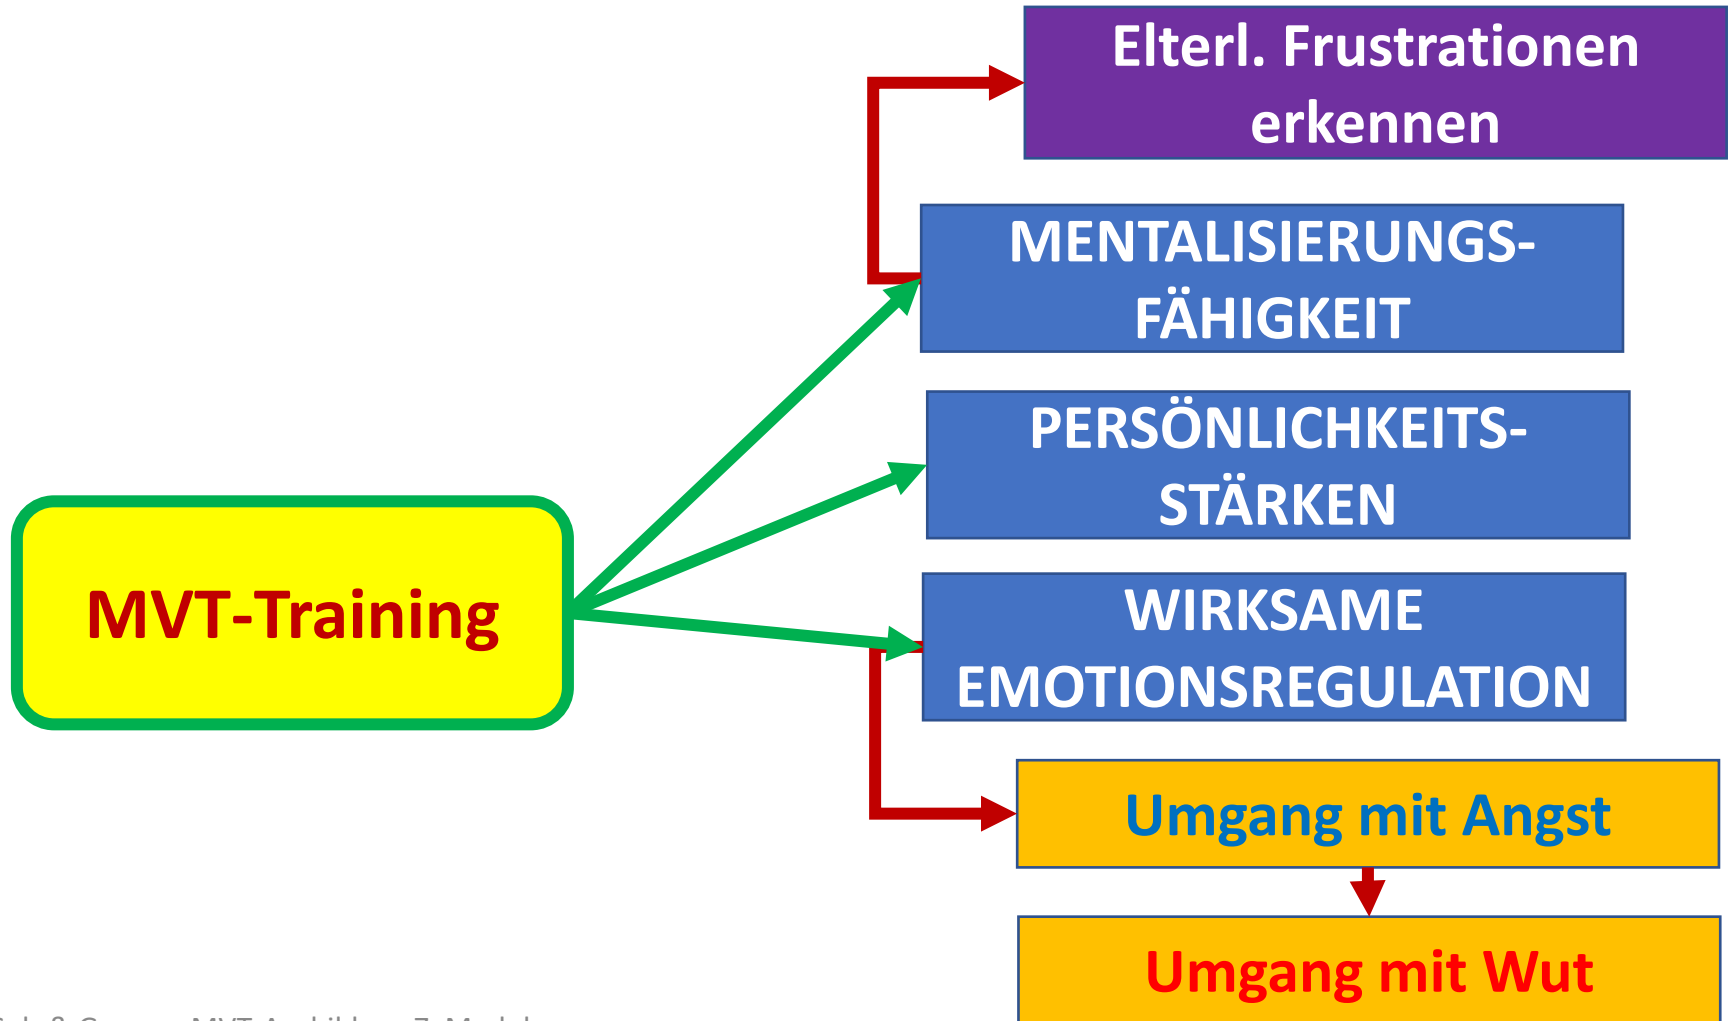 Elterl. Frustrationen
erkennen
MENTALISIERUNGS-
FÄHIGKEIT
PERSÖNLICHKEITS-
STÄRKEN
MVT-Training
WIRKSAME
EMOTIONSREGULATION
Umgang mit Angst
Umgang mit Wut